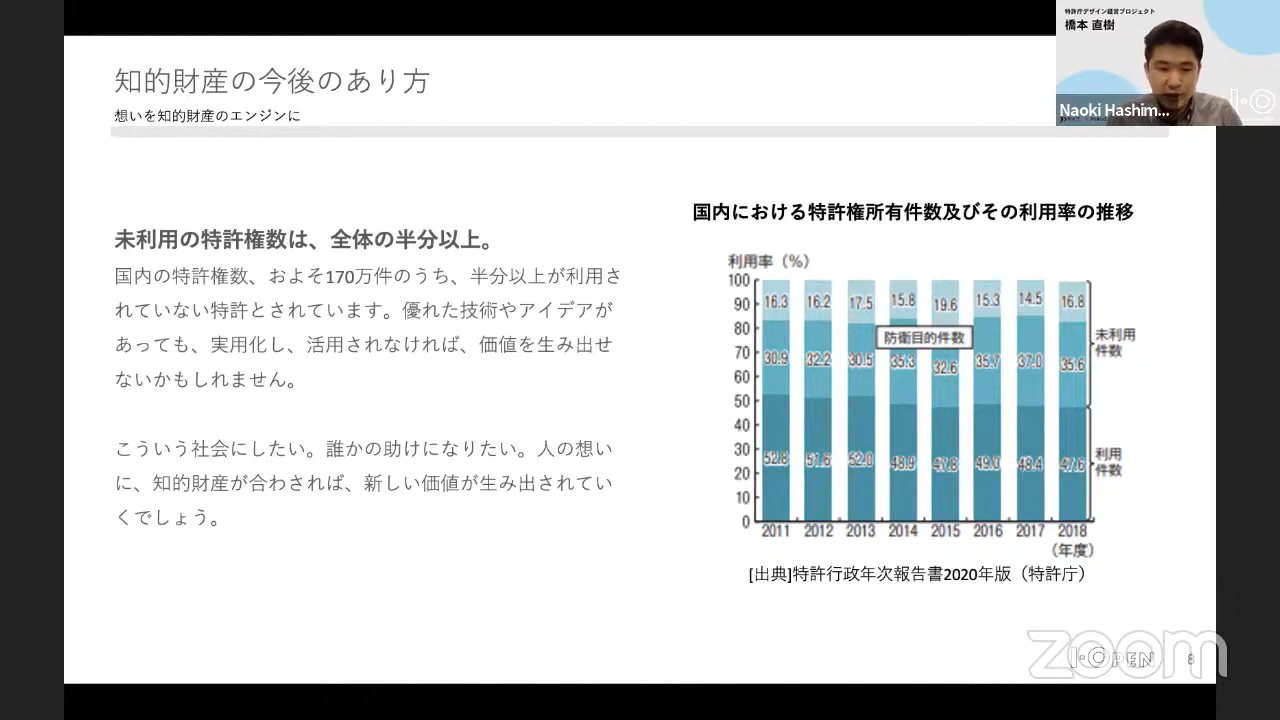 特許庁デザイン経営プロジェクト
橋本 直樹
Naoki Hashim...
知的財産の今後のあり方
想いを知的財産のエンジンに
未利用の特許権数は、全体の半分以上。
国内の特許権数、およそ170万件のうち、半分以上が利用さ
れていない特許とされています。優れた技術やアイデアが
あっても、実用化し、活用されなければ、価値を生み出せ
ないかもしれません。
こういう社会にしたい。誰かの助けになりたい。人の想い
に、知的財産が合わされば、新しい価値が生み出されてい
くでしょう。
国内における特許権所有件数及びその利用率の推移
利用率（%）
100
90
80
70
60
50
40
30
20
10
0
16.3 16.2 17.5 15.8 19.6 15.3 14.5 16.8
防衛目的件数
30.9 32.2 30.5 35.3 32.6 35.7 37.0 35.6
52.8 51.6 52.0 48.9 47.8 49.0 48.4 47.6
未利用
件数
利用
件数
2011 2012 2013 2014 2015 2016 2017 2018
（年度）
[出典]特許行政年次報告書2020年版（特許庁）
I-OPEN
8
zoom